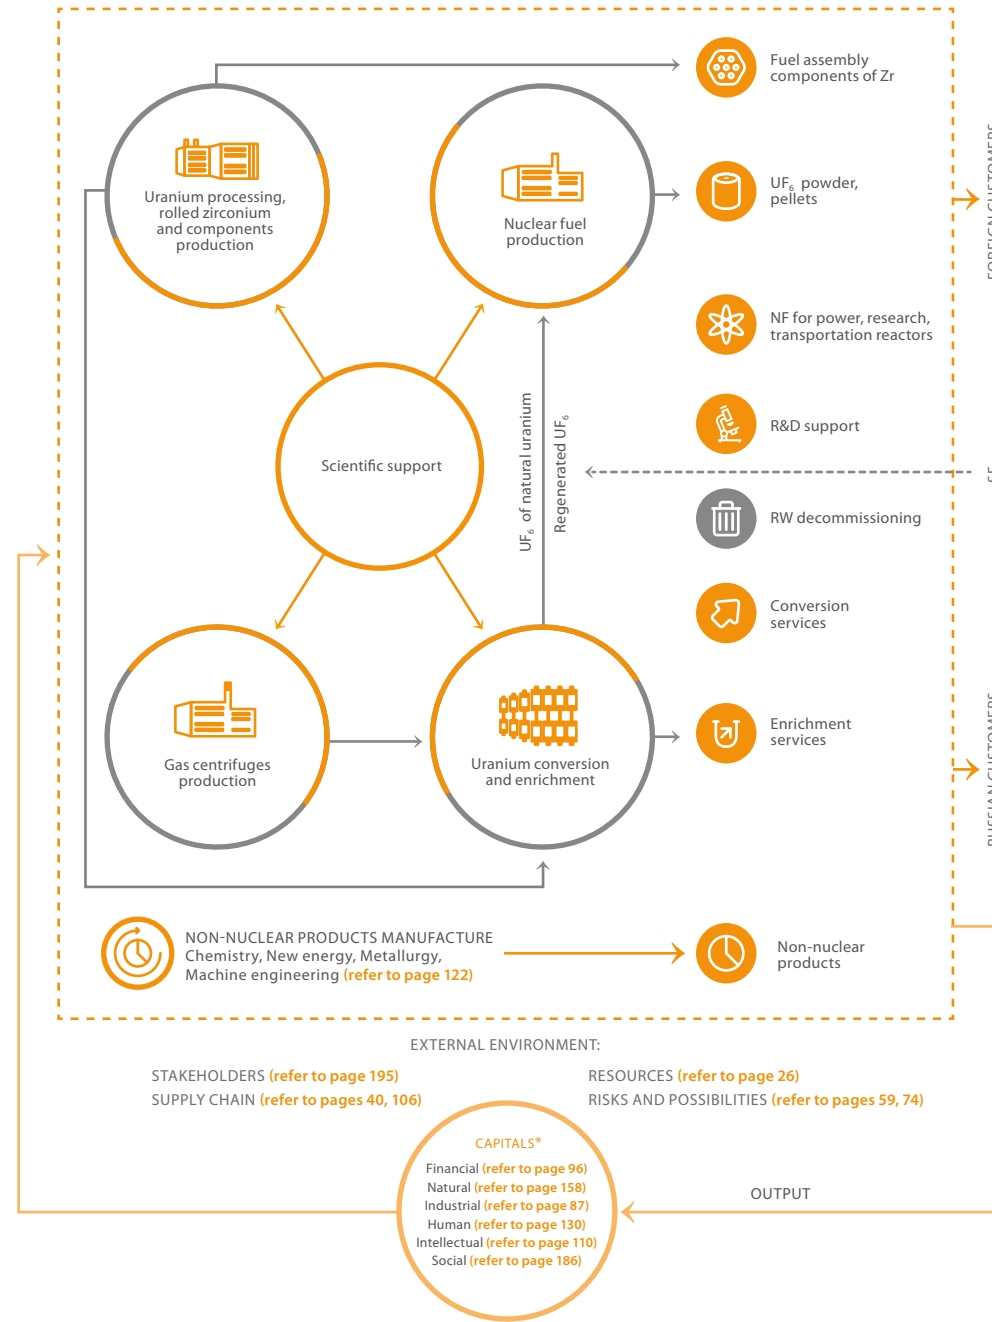 Fuel assembly
components of Zr
Uranium processing,
rolled zirconium
and components
production
Nuclear fuel
production
UF₆ powder,
pellets
FOREIGN CUSTOMERS
NF for power, research,
transportation reactors
Scientific support
UF₆ of natural uranium
Regenerated UF₆
R&D support
RW decommissioning
Conversion
services
Gas centrifuges
production
Uranium conversion
and enrichment
Enrichment
services
RUSSIAN CUSTOMERS
NON-NUCLEAR PRODUCTS MANUFACTURE
Chemistry, New energy, Metallurgy,
Machine engineering (refer to page 122)
Non-nuclear
products
EXTERNAL ENVIRONMENT:
STAKEHOLDERS (refer to page 195)
SUPPLY CHAIN (refer to pages 40, 106)
RESOURCES (refer to page 26)
RISKS AND POSSIBILITIES (refer to pages 59, 74)
CAPITALS*
Financial (refer to page 96)
Natural (refer to page 158)
Industrial (refer to page 87)
Human (refer to page 130)
Intellectual (refer to page 110)
Social (refer to page 186)
OUTPUT